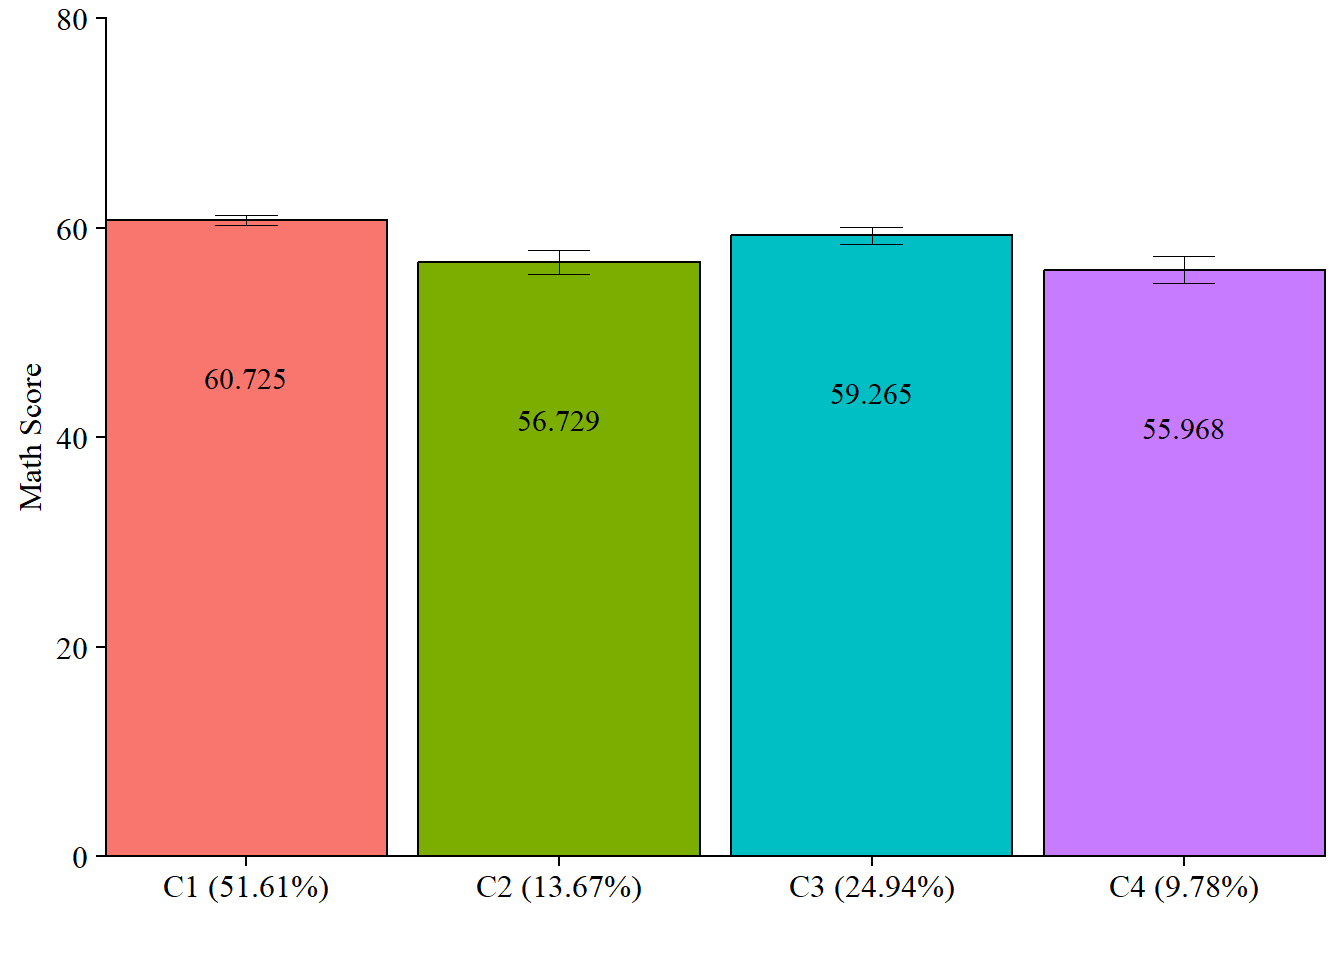 80
60
40
20
0
Math Score
60.725
56.729
59.265
55.968
C1 (51.61%)
C2 (13.67%)
C3 (24.94%)
C4 (9.78%)